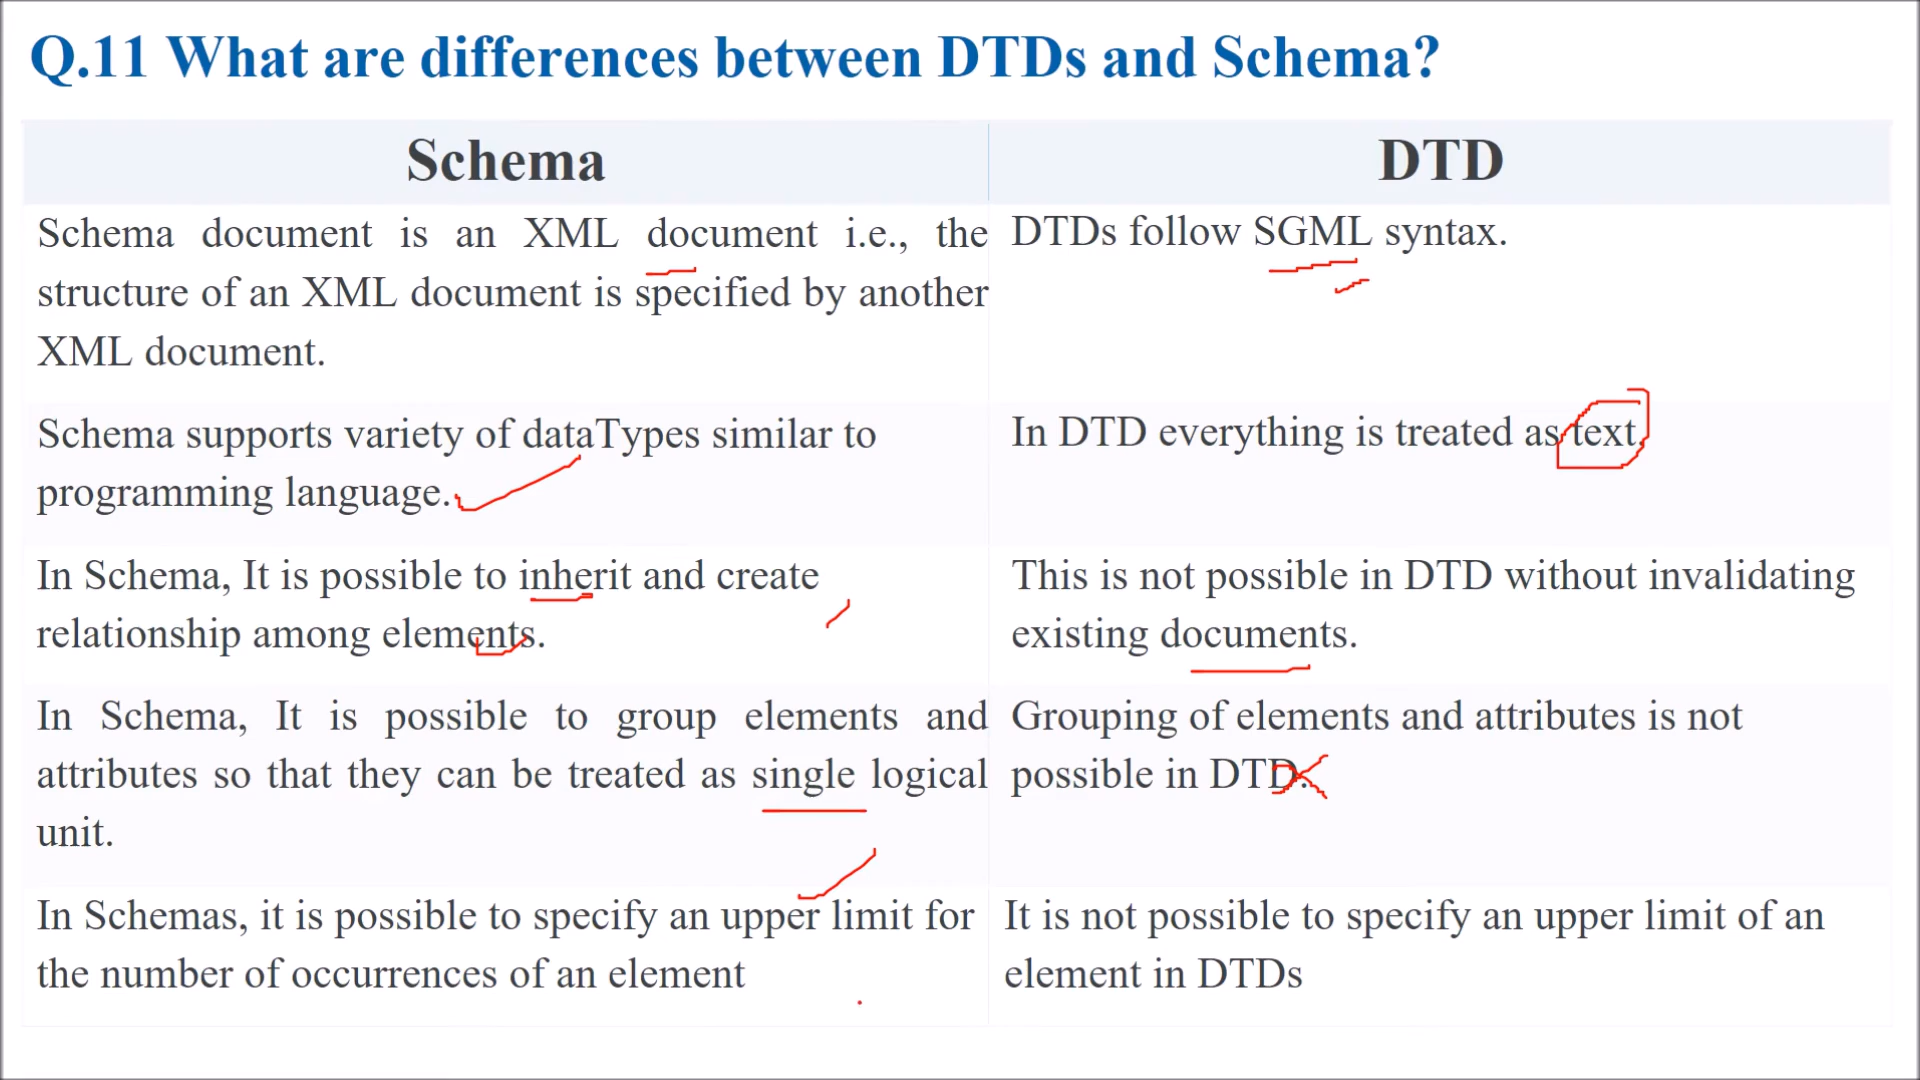 Q.11 What are differences between DTDs and Schema?
Schema
DTD
Schema document is an XML document i.e., the
structure of an XML document is specified by another
XML document.
DTDs follow SGML syntax.
Schema supports variety of dataTypes similar to
programming language.
In DTD everything is treated as text.
In Schema, It is possible to inherit and create
relationship among elements.
This is not possible in DTD without invalidating
existing documents.
In Schema, It is possible to group elements and
attributes so that they can be treated as single logical
unit.
Grouping of elements and attributes is not
possible in DTD.
In Schemas, it is possible to specify an upper limit for
the number of occurrences of an element
It is not possible to specify an upper limit of an
element in DTDs